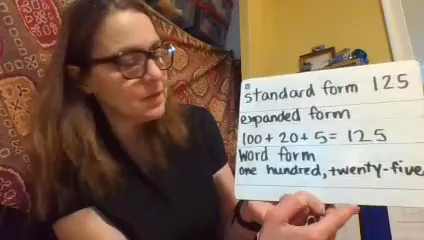 standard form 125
expanded form
100 + 20 + 5 = 125
word form
one hundred, twenty-five